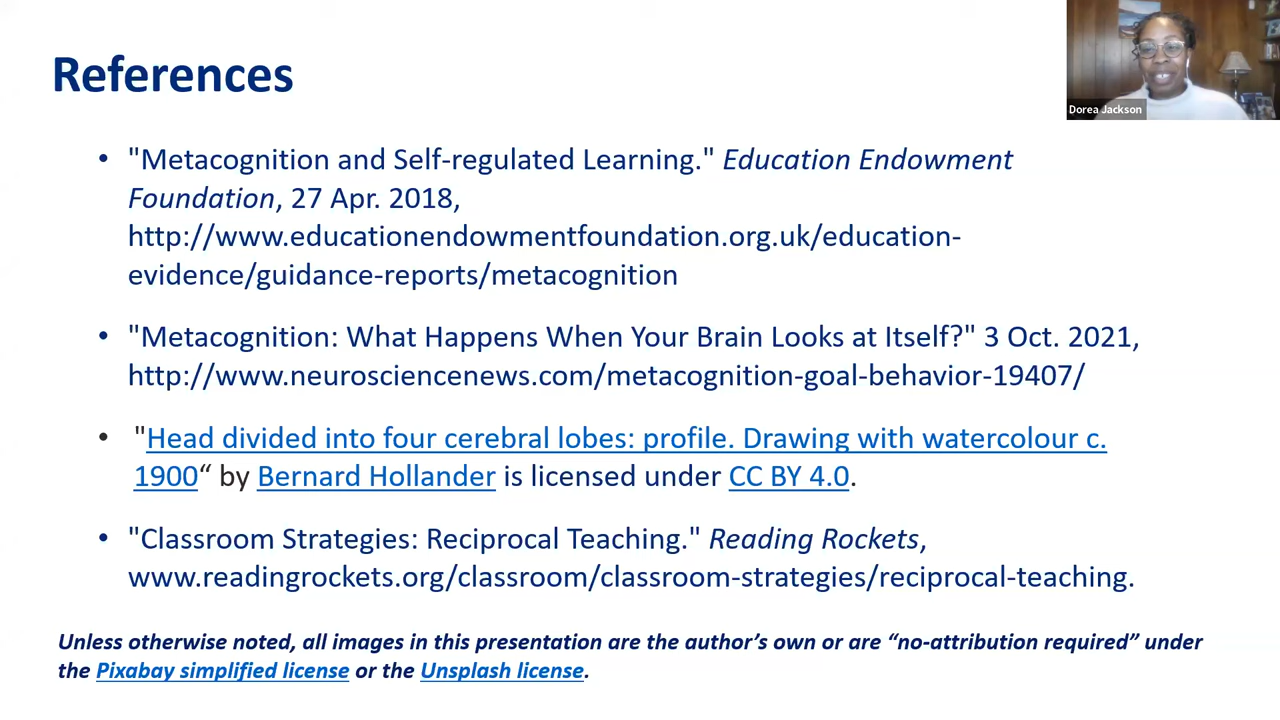 References
Dorea Jackson
• "Metacognition and Self-regulated Learning." Education Endowment
Foundation, 27 Apr. 2018,
http://www.educationendowmentfoundation.org.uk/education-
evidence/guidance-reports/metacognition
• "Metacognition: What Happens When Your Brain Looks at Itself?" 3 Oct. 2021,
http://www.neurosciencenews.com/metacognition-goal-behavior-19407/
• "Head divided into four cerebral lobes: profile. Drawing with watercolour c.
1900“ by Bernard Hollander is licensed under CC BY 4.0.
• "Classroom Strategies: Reciprocal Teaching." Reading Rockets,
www.readingrockets.org/classroom/classroom-strategies/reciprocal-teaching.
Unless otherwise noted, all images in this presentation are the author’s own or are “no-attribution required” under
the Pixabay simplified license or the Unsplash license.